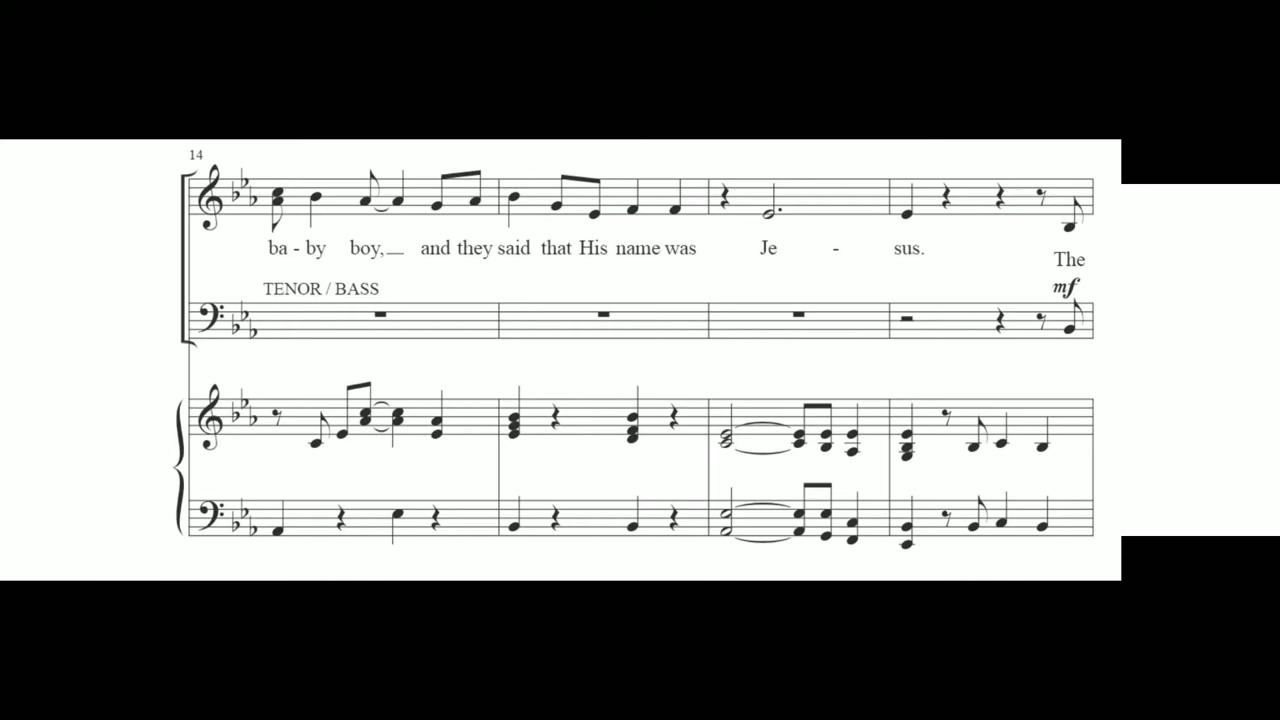 14
ba - by boy, and they said that His name was Je - sus.
The
TENOR / BASS
mf